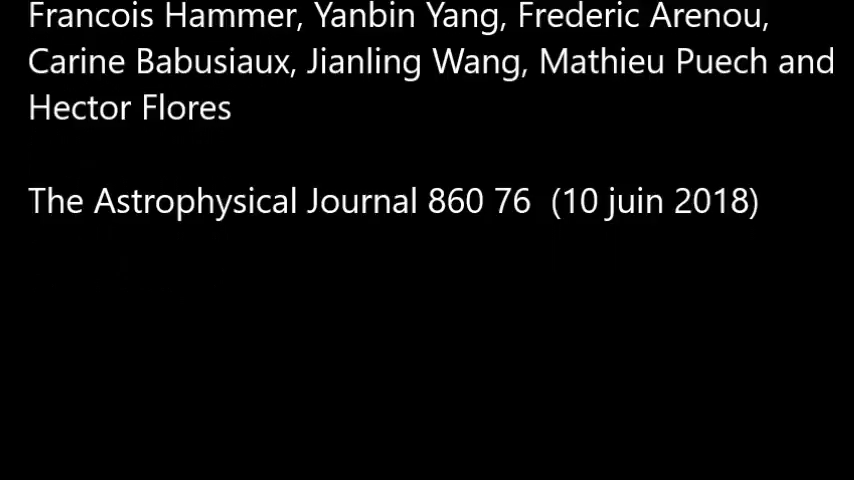 Francois Hammer, Yanbin Yang, Frederic Arenou,
Carine Babusiaux, Jianling Wang, Mathieu Puech and
Hector Flores
The Astrophysical Journal 860 76  (10 juin 2018)